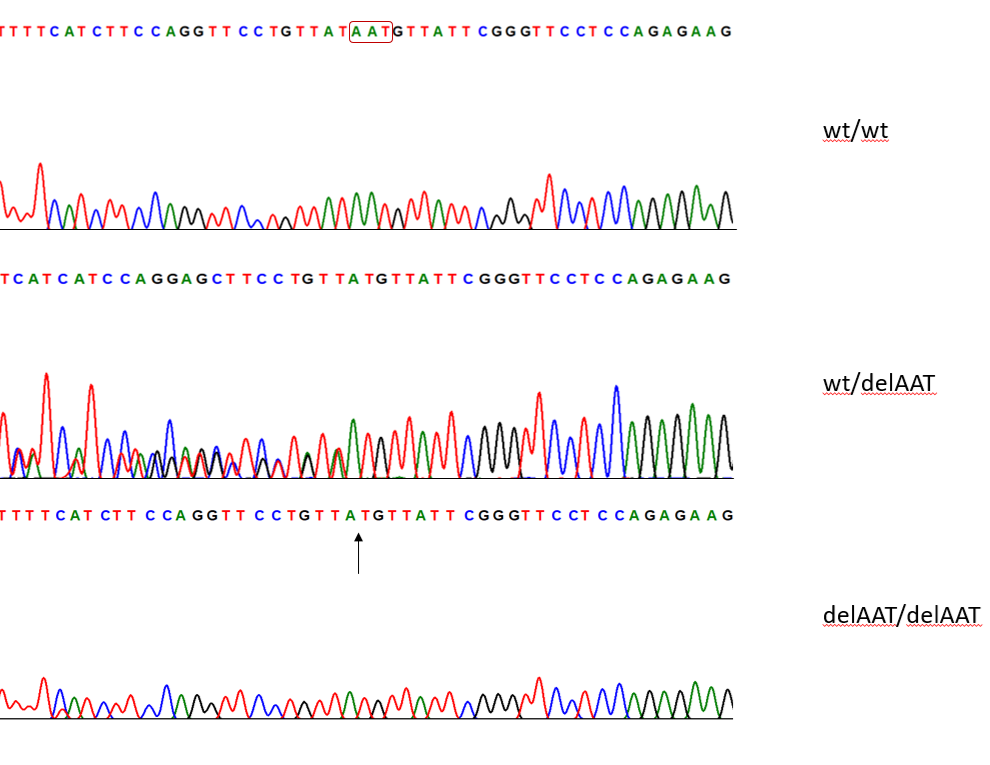 TTTTCATCTTCCAGGTTCCTGTTATAATGTTATTCGGGTTCCTCCAGAGAAG
wt/wt
TCATCATCCAGGAGCTTCCTGTTATGTTATTCGGGTTCCTCCAGAGAAG
wt/delAAT
TTTTCATCTTCCAGGTTCCTGTTATGTTATTCGGGTTCCTCCAGAGAAG
delAAT/delAAT